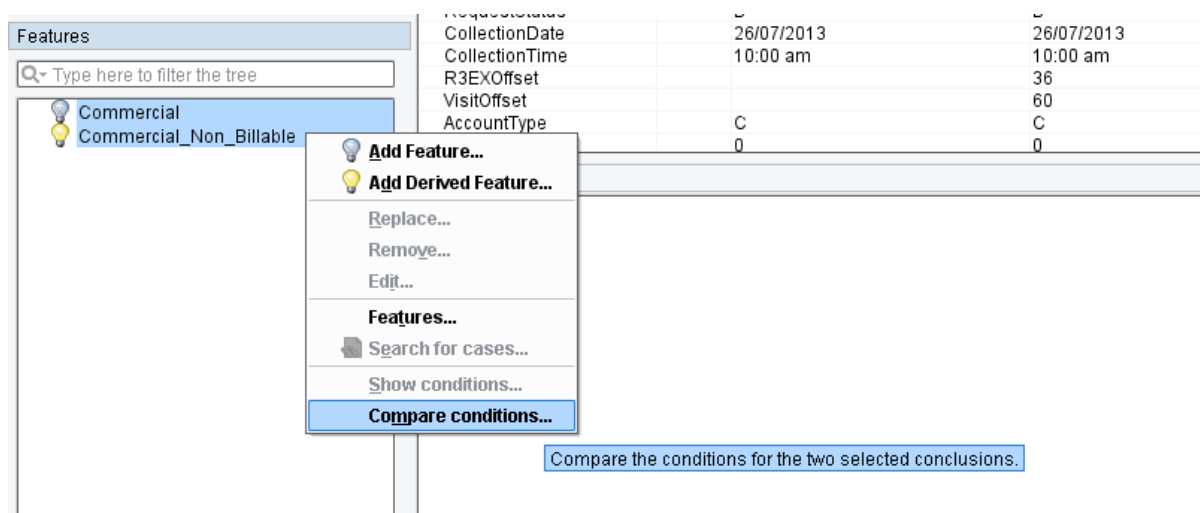 Features
Type here to filter the tree
Commercial
Commercial_Non_Billable
CollectionDate 26/07/2013 26/07/2013
CollectionTime 10:00 am 10:00 am
R3EXOffset 36
VisitOffset 60
AccountType C C
0 0
Add Feature...
Add Derived Feature...
Replace...
Remove...
Edit...
Features...
Search for cases...
Show conditions...
Compare conditions...
Compare the conditions for the two selected conclusions.